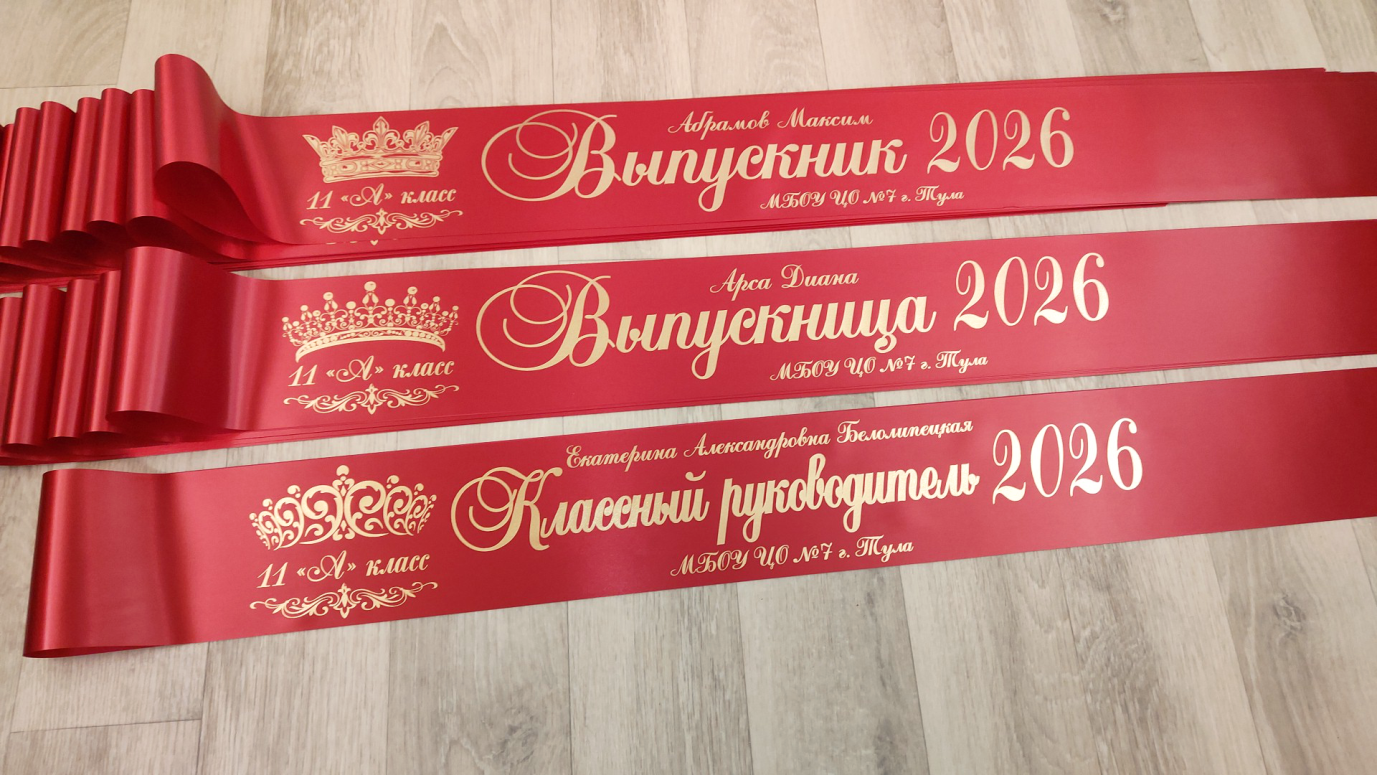 Абрамов Максим
Выпускник 2026
11 «А» класс
МБОУ ЦО №7 г. Тула
Арса Диана
Выпускница 2026
11 «А» класс
МБОУ ЦО №7 г. Тула
Екатерина Александровна Белолипецкая
Классный руководитель 2026
11 «А» класс
МБОУ ЦО №7 г. Тула